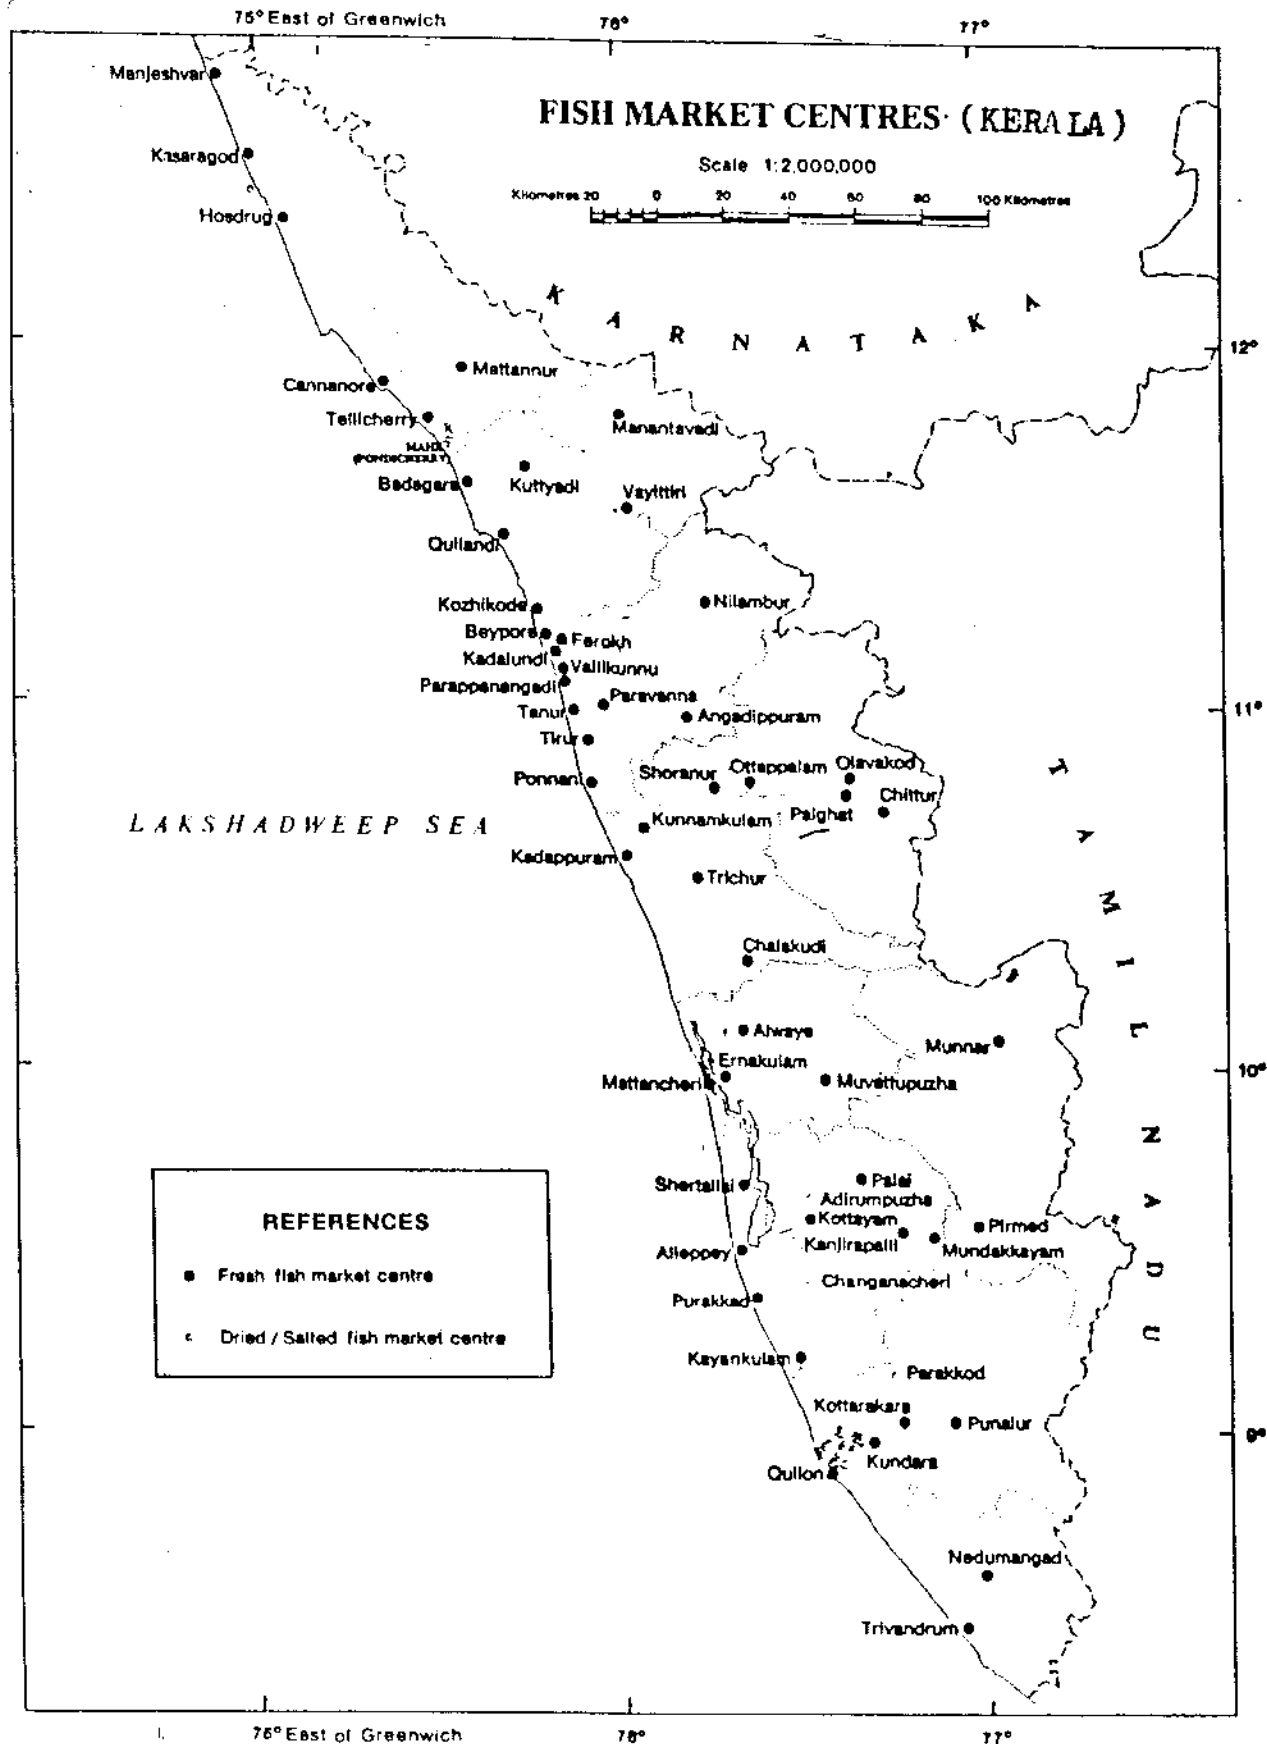 75° East of Greenwich
76°
77°
FISH MARKET CENTRES (KERALA)
Scale 1:2,000,000
Kilometres 20 0 20 40 60 80 100 Kilometres
Manjeshvar
Kasaragod
Hosdrug
KARNATAKA
12°
Mattannur
Cannanor
Tellicherry
Manantavadi
MAHE
(PONDICHERRY)
Badagara
Kuttyadi
Vayittiri
Quilandi
Kozhikode
Nilambur
Beypore
Ferokh
Kadalundi
Vallikunnu
Parappanangadi
Paravanna
Tanur
Angadippuram
11°
Tirur
Shoranur
Ottappalam
Olavakod
Ponnani
Chittur
Palghat
Kunnamkulam
LAKSHADWEEP SEA
Kadappuram
Trichur
TAMIL NADU
Chalakudi
Alwaye
Munnar
Ernakulam
Mattancheri
Muvattupuzha
10°
Shertallai
Palai
Adirumpuzha
Kottayam
Pirmed
Kanjirapalli
Mundakkayam
Alleppey
Changanacheri
Purakkad
Kayankulam
Parakkod
Kottarakara
Punalur
9°
Kundara
Quilon
Nedumangad
Trivandrum
REFERENCES
Fresh fish market centre
Dried / Salted fish market centre
75° East of Greenwich
76°
77°